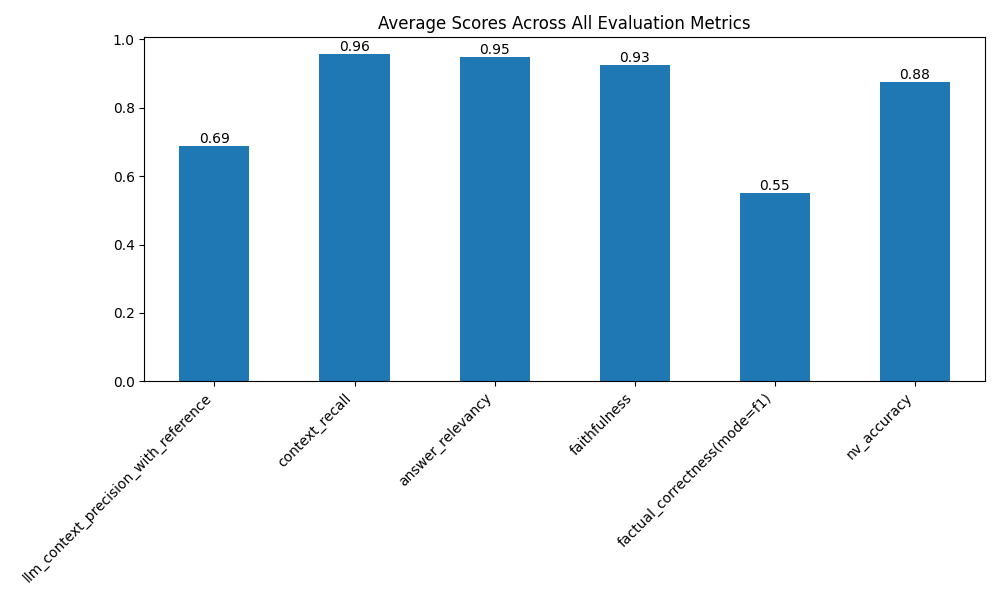 Average Scores Across All Evaluation Metrics
1.0
0.8
0.6
0.4
0.2
0.0
0.69
0.96
0.95
0.93
0.55
0.88
llm_context_precision_with_reference
context_recall
answer_relevancy
faithfulness
factual_correctness(mode=f1)
nv_accuracy